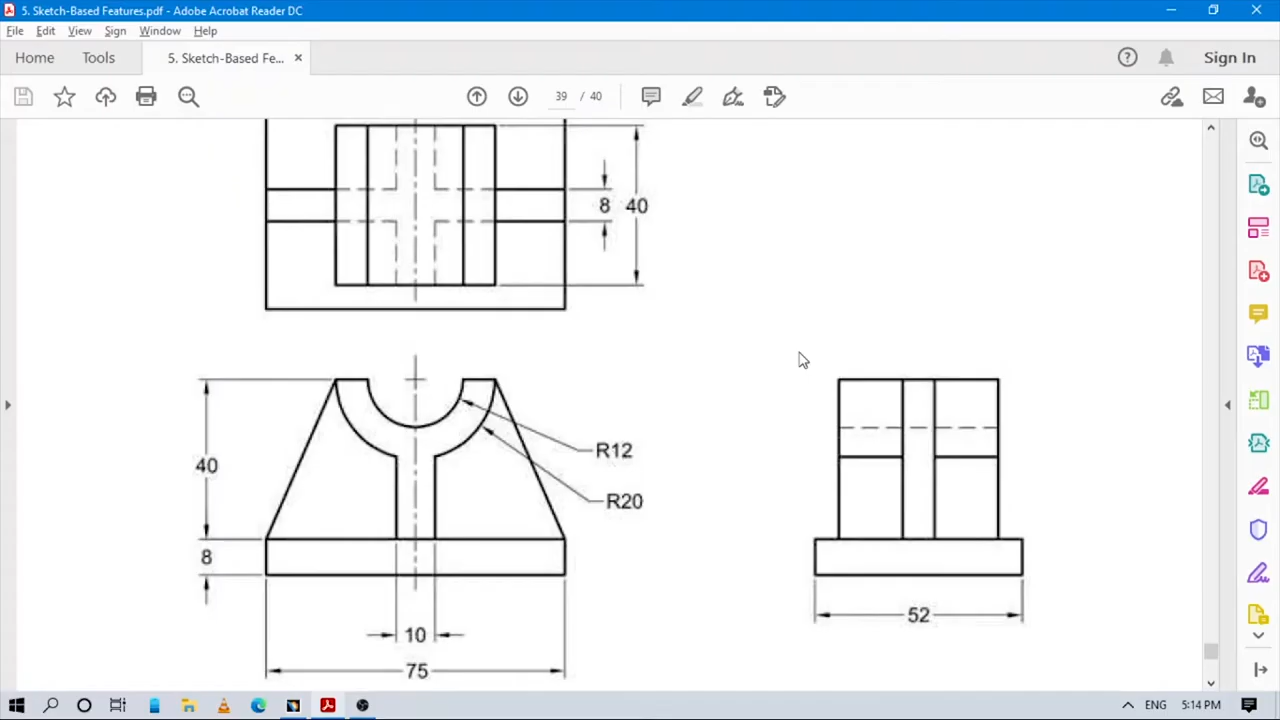 5. Sketch-Based Features.pdf - Adobe Acrobat Reader DC
File Edit View Sign Window Help
Home Tools 5. Sketch-Based Fe... ×
Sign In
39 / 40
8 40
40
R12
R20
8
52
10
75
ENG 5:14 PM